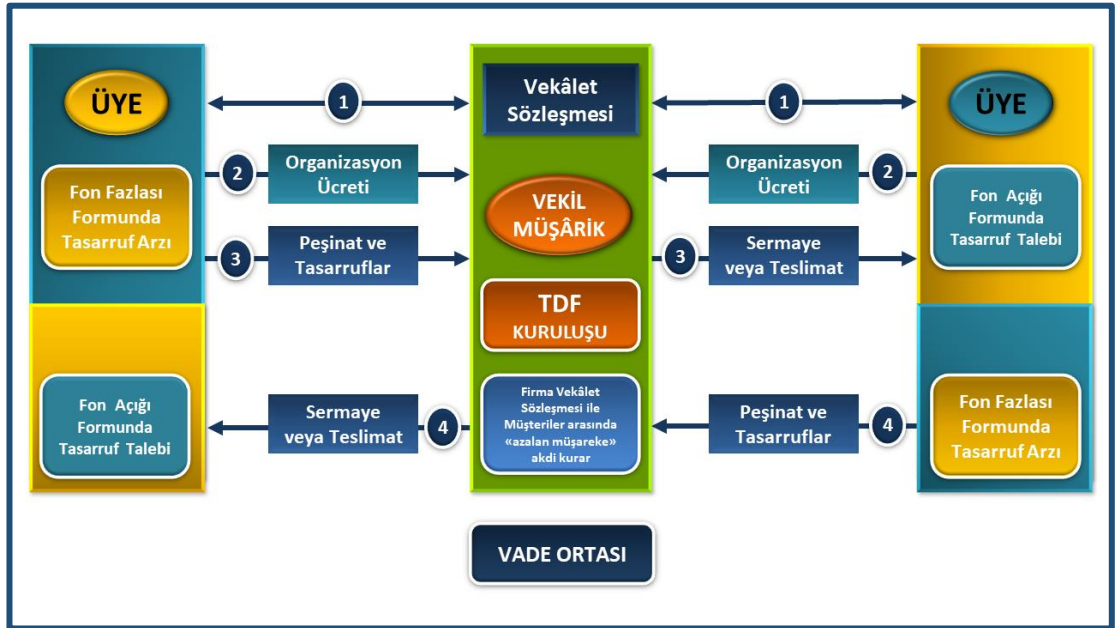 ÜYE
1
Vekâlet
Sözleşmesi
1
ÜYE
2
Organizasyon
Ücreti
Organizasyon
Ücreti
2
Fon Fazlası
Formunda
Tasarruf Arzı
VEKİL
MÜŞÂRİK
Fon Açığı
Formunda
Tasarruf Talebi
3
Peşinat ve
Tasarruflar
3
Sermaye
veya Teslimat
TDF
KURULUŞU
Fon Açığı
Formunda
Tasarruf Talebi
Sermaye
veya Teslimat
4
Firma Vekâlet
Sözleşmesi ile
Müşteriler arasında
«azalan müşareke»
akdi kurar
Peşinat ve
Tasarruflar
4
Fon Fazlası
Formunda
Tasarruf Arzı
VADE ORTASI